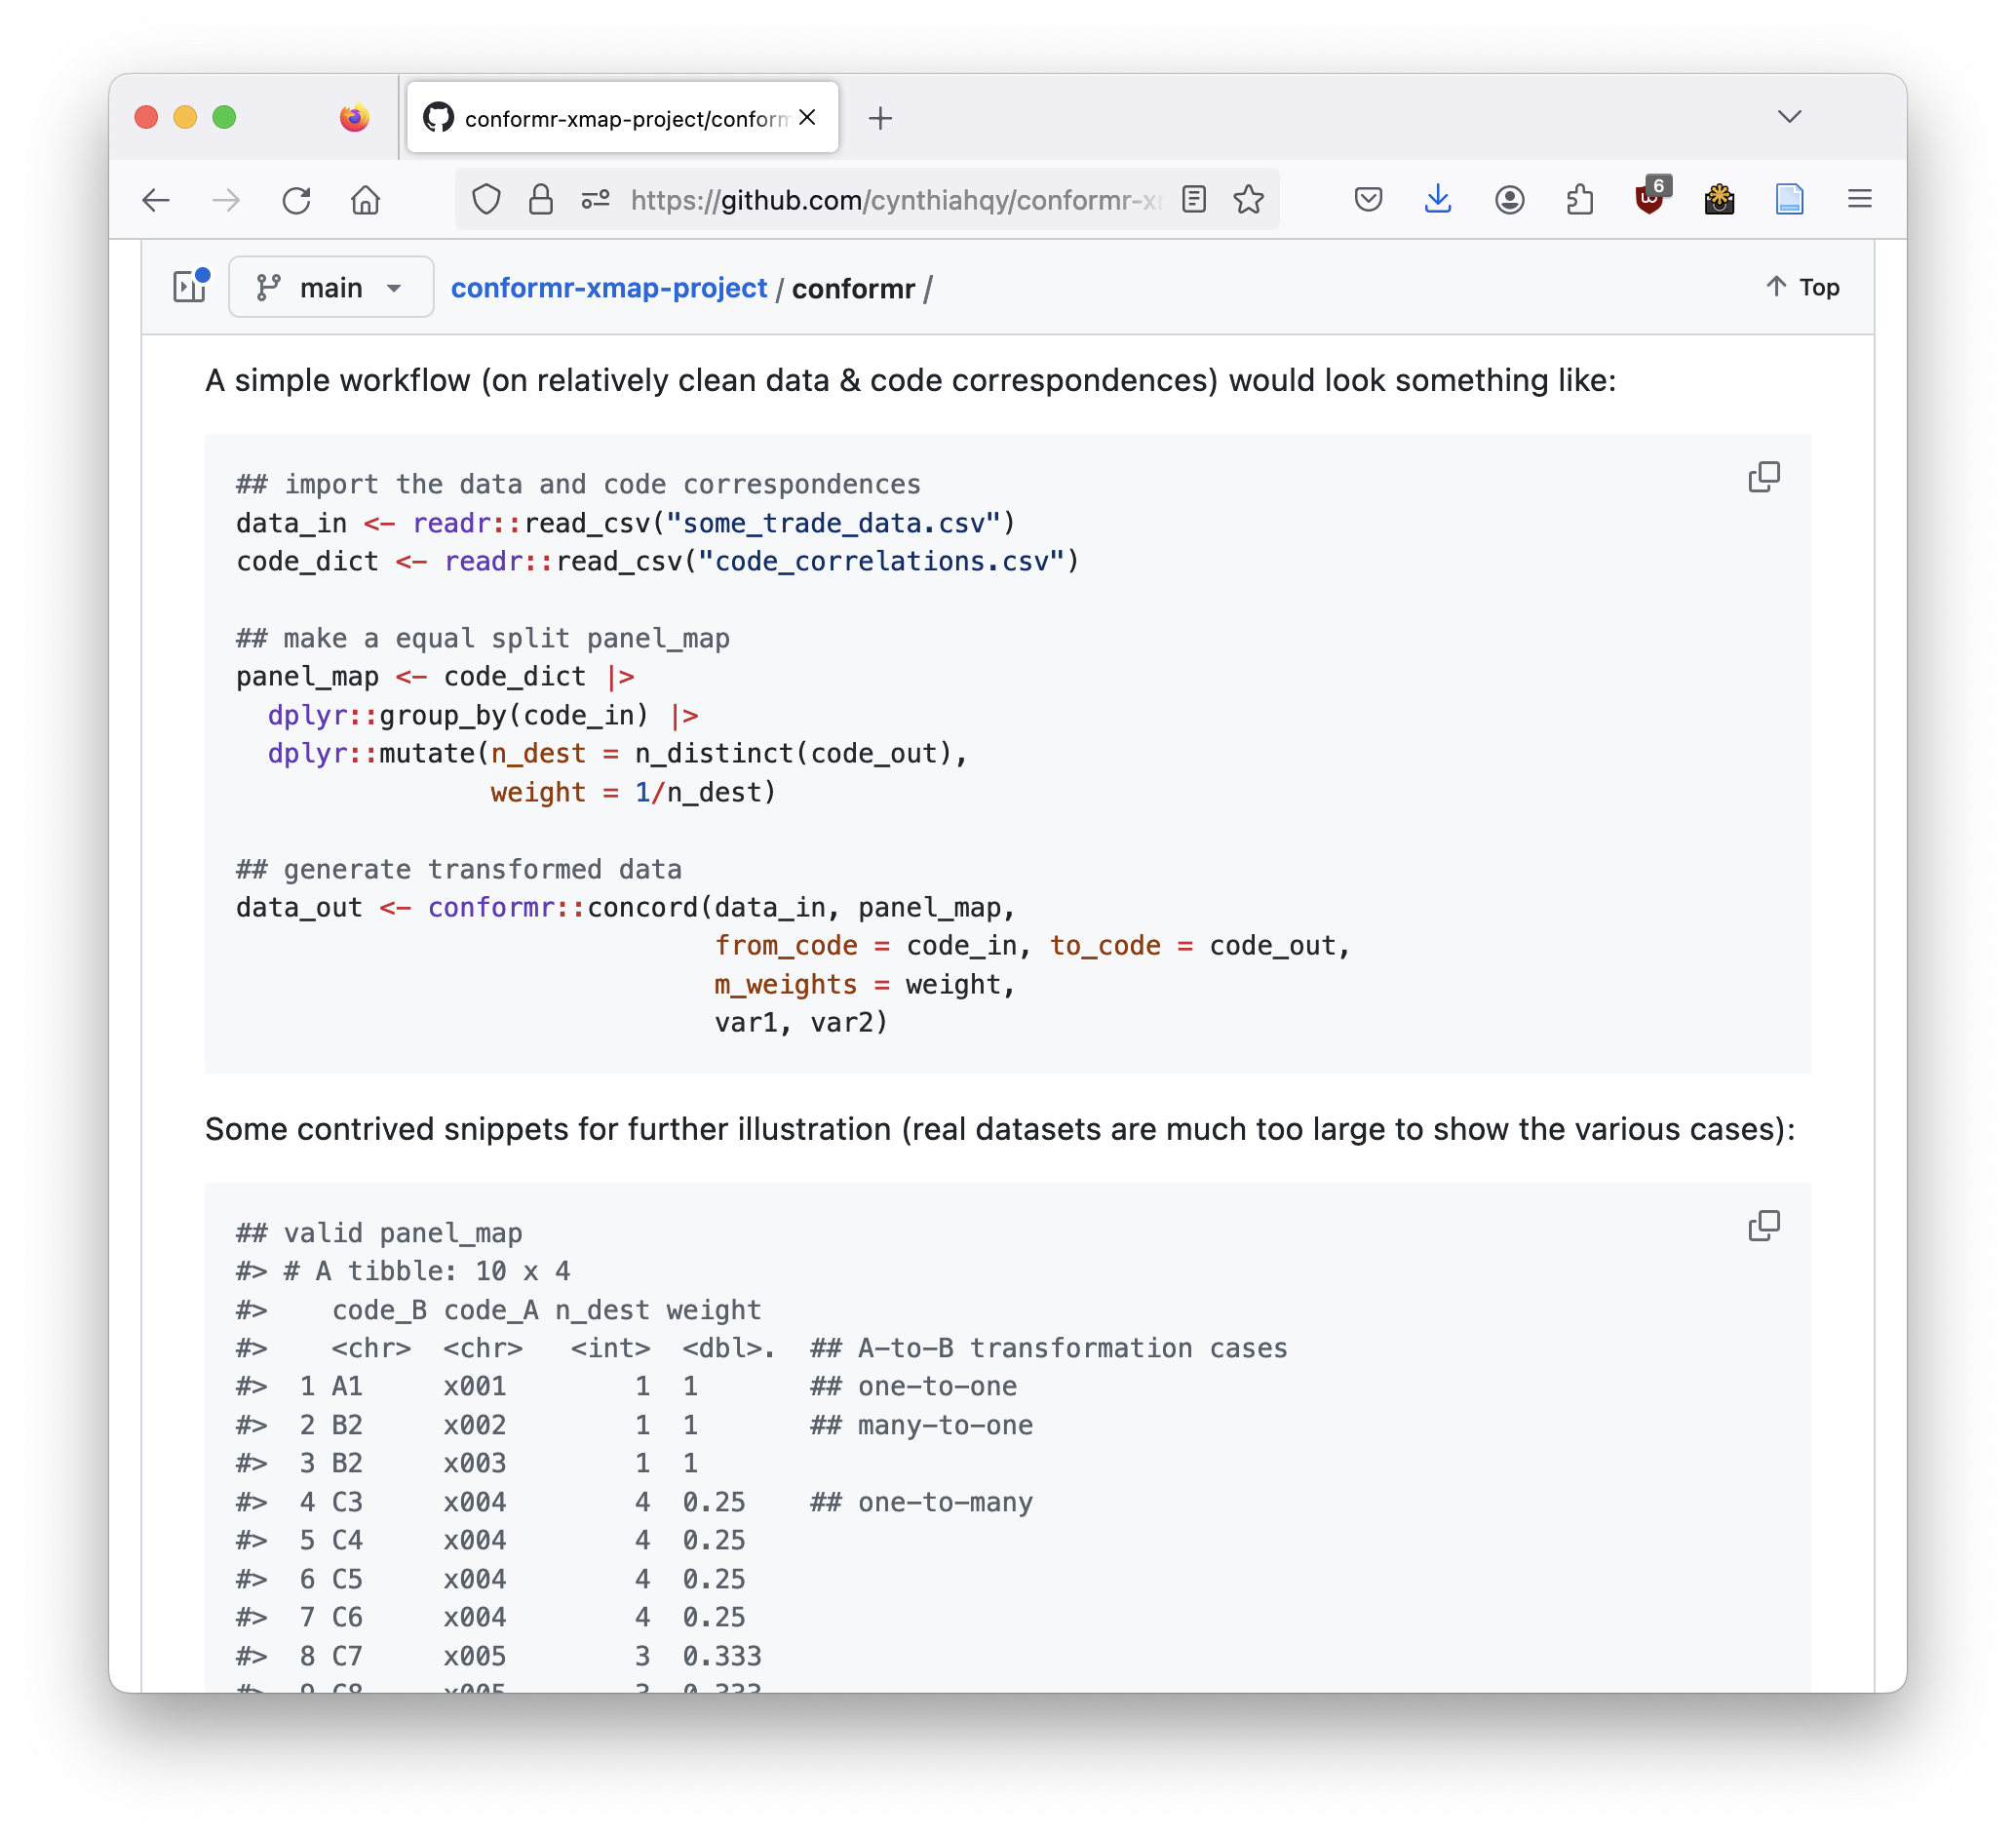 conformr-xmap-project/conform
https://github.com/cynthiahqy/conformr-x
6
main
conformr-xmap-project / conformr /
Top
A simple workflow (on relatively clean data & code correspondences) would look something like:
## import the data and code correspondences
data_in <- readr::read_csv("some_trade_data.csv")
code_dict <- readr::read_csv("code_correlations.csv")
## make a equal split panel_map
panel_map <- code_dict |>
  dplyr::group_by(code_in) |>
  dplyr::mutate(n_dest = n_distinct(code_out),
                weight = 1/n_dest)
## generate transformed data
data_out <- conformr::concord(data_in, panel_map,
                              from_code = code_in, to_code = code_out,
                              m_weights = weight,
                              var1, var2)
Some contrived snippets for further illustration (real datasets are much too large to show the various cases):
## valid panel_map
#> # A tibble: 10 x 4
#>    code_B code_A n_dest weight
#>    <chr>  <chr>   <int>  <dbl>.  ## A-to-B transformation cases
#>  1 A1     x001        1  1       ## one-to-one
#>  2 B2     x002        1  1       ## many-to-one
#>  3 B2     x003        1  1
#>  4 C3     x004        4  0.25    ## one-to-many
#>  5 C4     x004        4  0.25
#>  6 C5     x004        4  0.25
#>  7 C6     x004        4  0.25
#>  8 C7     x005        3  0.333
#>  9 C8     x005        3  0.333